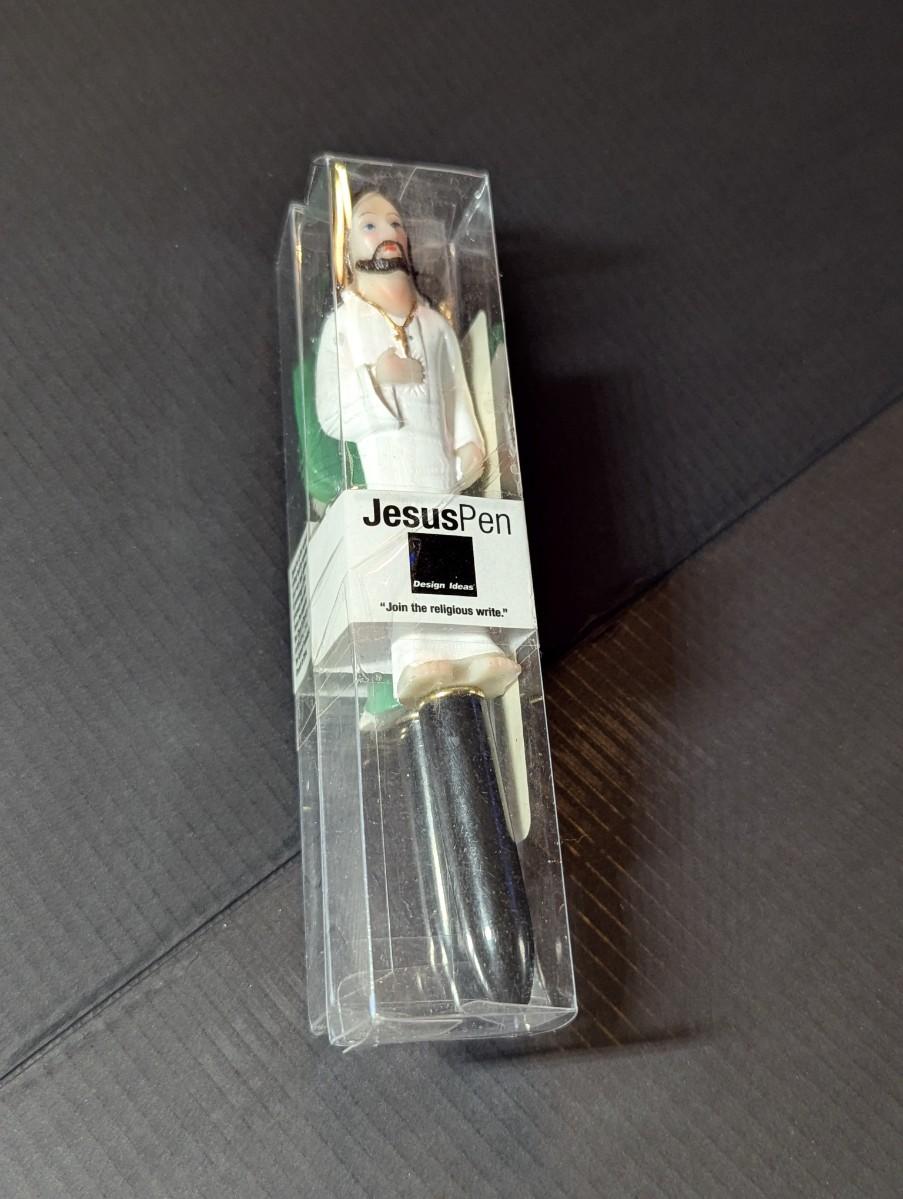 JesusPen
Design Ideas
“Join the religious write.”